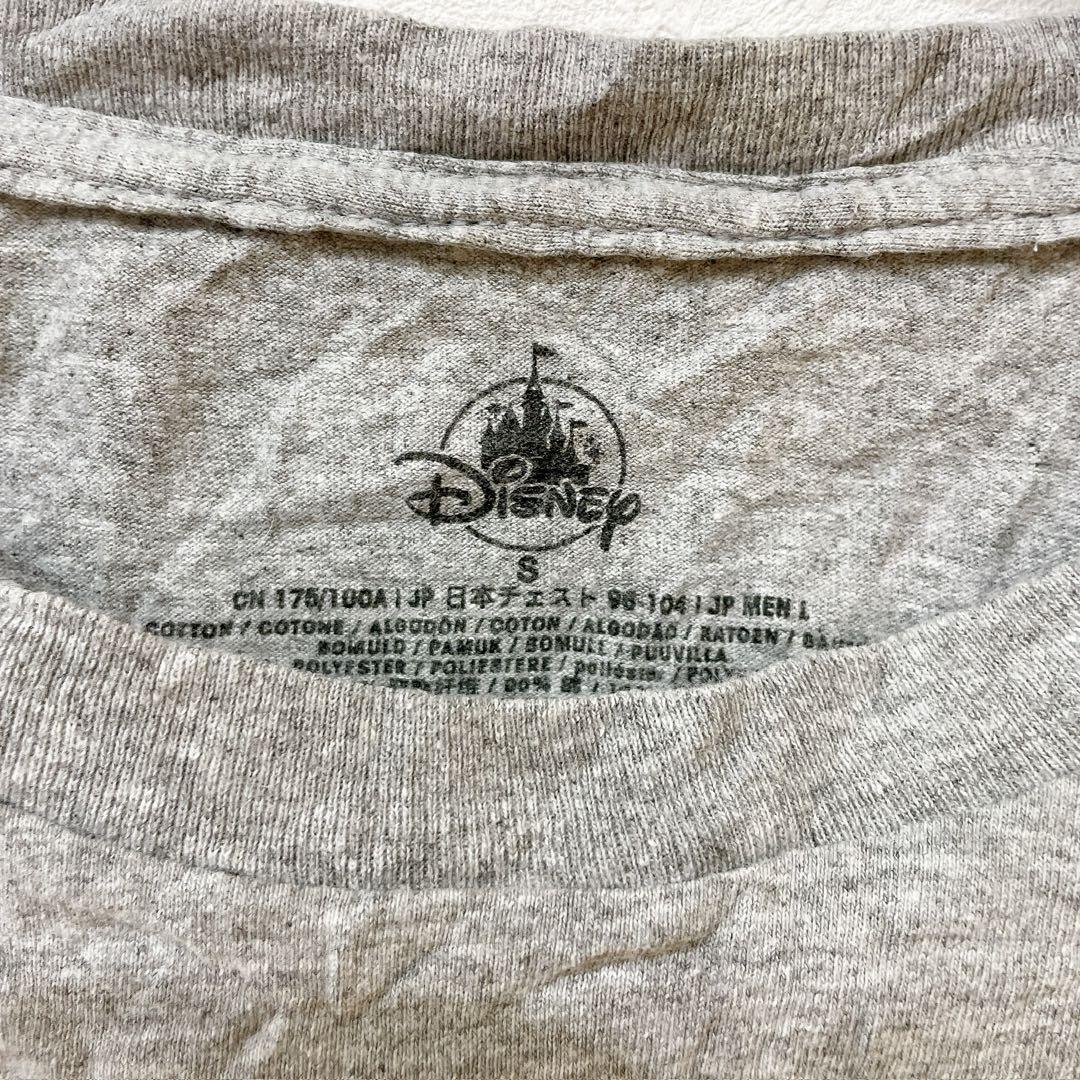 Disney
S
CN 175/100A | JP 日本チェスト 96-104 | JP MEN L
COTTON / COTONE / ALGODÓN / COTON / ALGODÃO / KATOEN /
BOMULD / PAMUK / BOMULL / PUUVILLA
POLYESTER / POLIESTERE / poliéster /